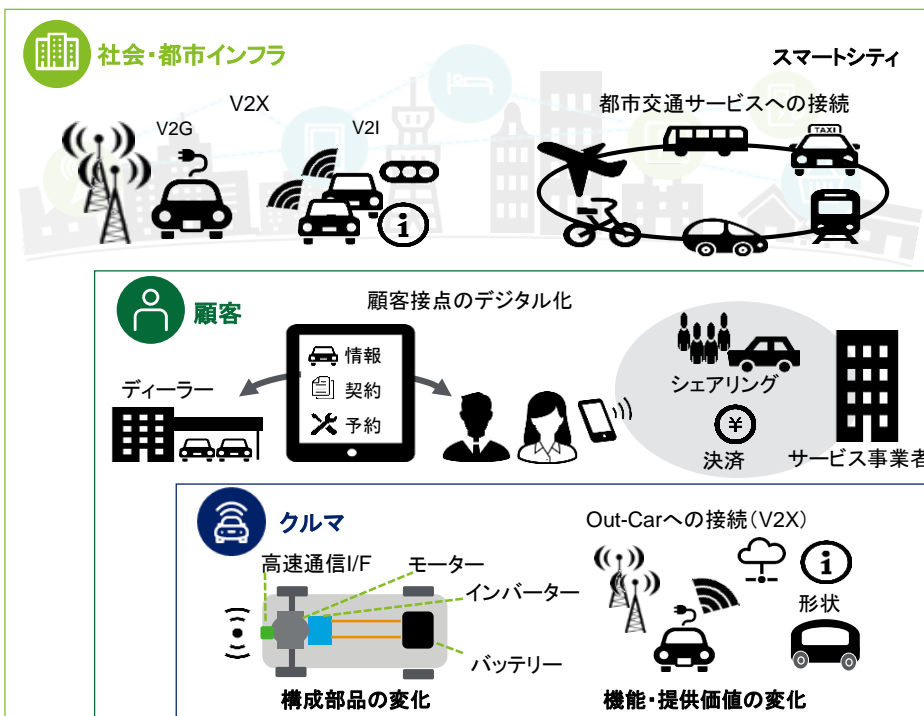 社会・都市インフラ
スマートシティ
V2X
V2G
V2I
都市交通サービスへの接続
TAXI
顧客
顧客接点のデジタル化
情報
契約
予約
ディーラー
シェアリング
¥
決済
サービス事業者
クルマ
Out-Carへの接続（V2X）
高速通信I/F
モーター
インバーター
バッテリー
形状
構成部品の変化
機能・提供価値の変化